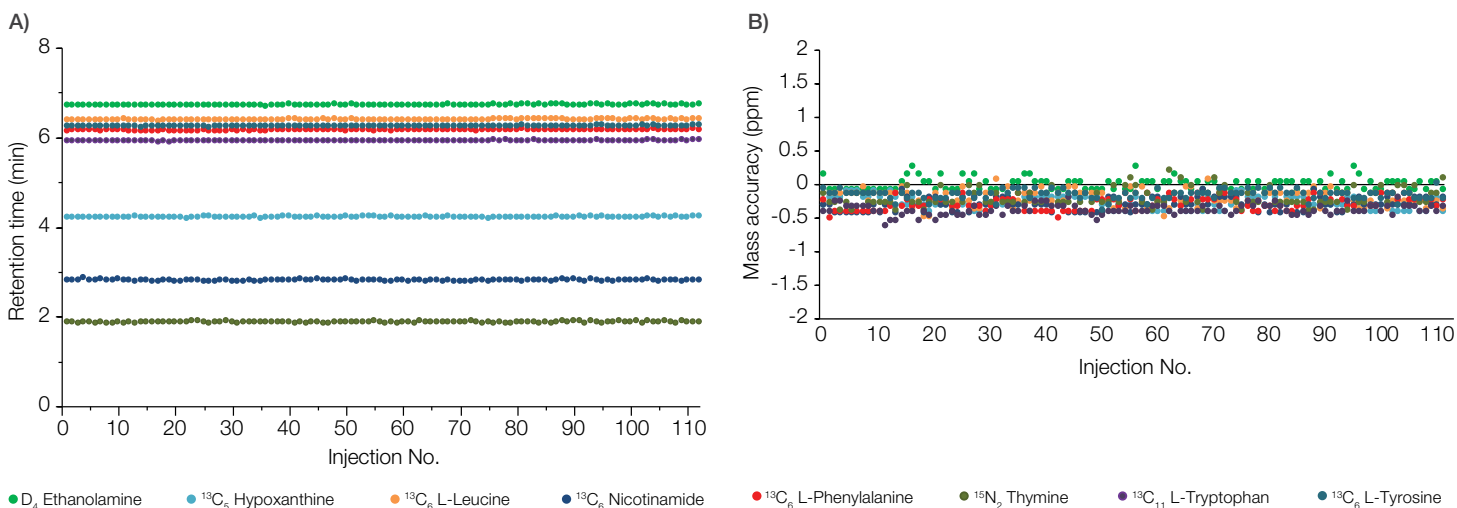 A)
8
6
4
2
0
Retention time (min)
0 10 20 30 40 50 60 70 80 90 100 110
Injection No.
B)
2
1.5
1
0.5
0
-0.5
-1
-1.5
-2
Mass accuracy (ppm)
0 10 20 30 40 50 60 70 80 90 100 110
Injection No.
D₄ Ethanolamine ¹³C₅ Hypoxanthine ¹³C₆ L-Leucine ¹³C₆ Nicotinamide ¹³C₆ L-Phenylalanine ¹⁵N₂ Thymine ¹³C₁₁ L-Tryptophan ¹³C₆ L-Tyrosine